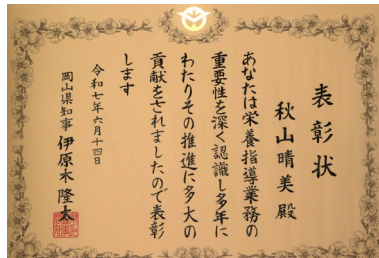 表彰状
秋山晴美 殿
あなたは栄養指導業務の
重要性を深く認識し多年に
わたりその推進に多大の
貢献をされましたので表彰
します
令和七年六月十四日
岡山県知事 伊原木 隆太